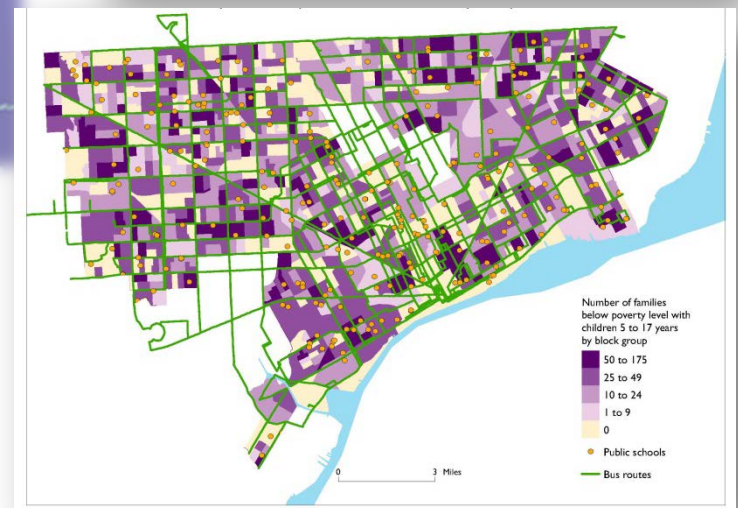 Number of families
below poverty level with
children 5 to 17 years
by block group
50 to 175
25 to 49
10 to 24
1 to 9
0
Public schools
Bus routes
0 3 Miles